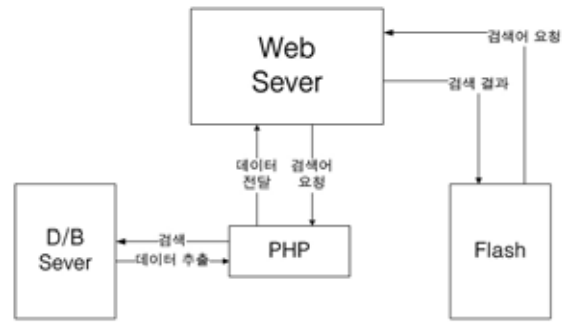 Web
Sever
검색어 요청
검색 결과
데이터
전달
검색어
요청
D/B
Sever
검색
데이터 추출
PHP
Flash